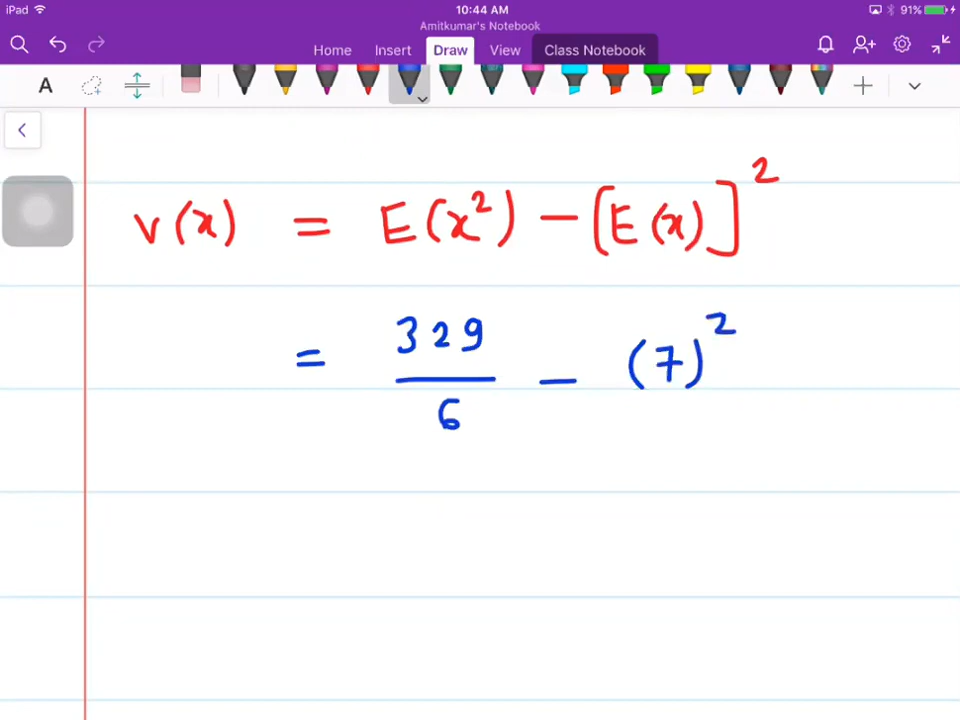 iPad 10:44 AM 91%
Amitkumar's Notebook
Home Insert Draw View Class Notebook
A
v(x) = E(x²) - [E(x)]²
= 329/6 - (7)²